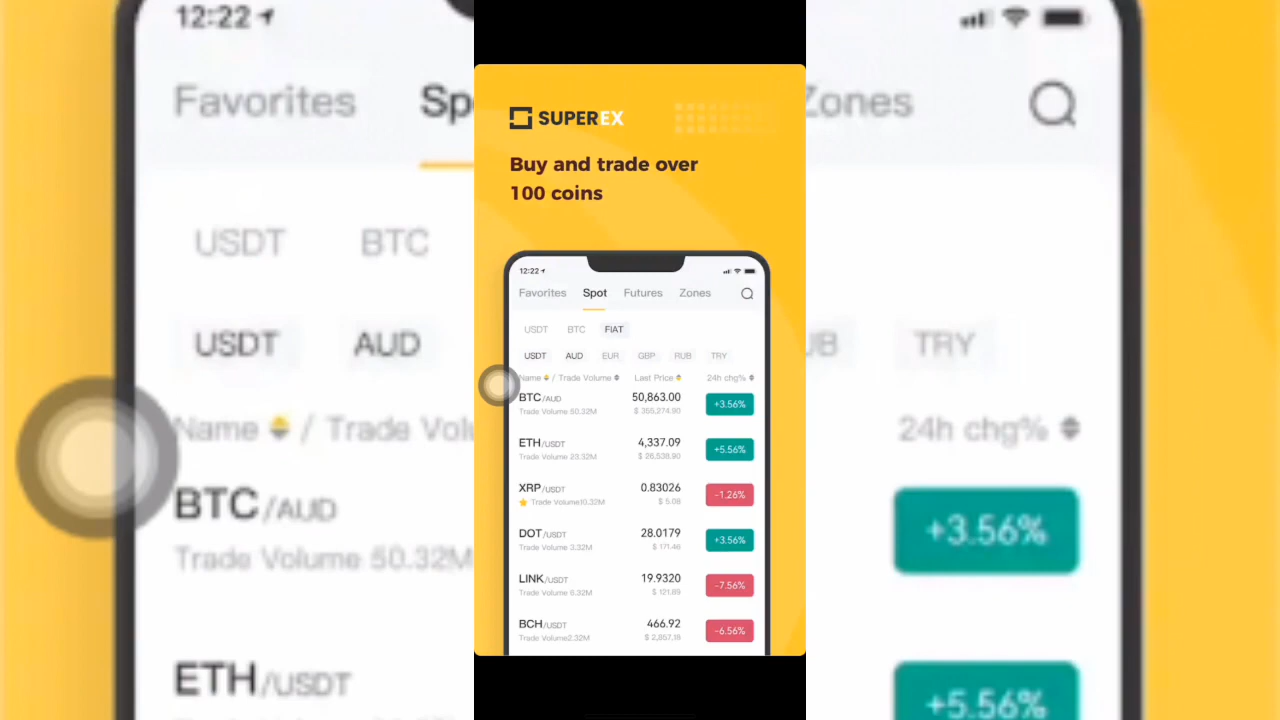 12:22
Favorites
Spo
Zones
USDT
BTC
USDT
AUD
TRY
Name / Trade Volu
24h chg%
BTC/AUD
Trade Volume 50.32M
+3.56%
ETH/USDT
+5.56%
SUPEREX
Buy and trade over
100 coins
12:22
Favorites Spot Futures Zones
USDT BTC FIAT
USDT AUD EUR GBP RUB TRY
Name / Trade Volume Last Price 24h chg%
BTC/AUD 50,863.00 +3.56%
Trade Volume 50.32M $ 355,274.90
ETH/USDT 4,337.09 +5.56%
Trade Volume 23.32M $ 26,538.90
XRP/USDT 0.83026 -1.26%
Trade Volume10.32M $ 5.08
DOT/USDT 28.0179 +3.56%
Trade Volume 3.32M $ 171.46
LINK/USDT 19.9320 -7.56%
Trade Volume 6.32M $ 121.89
BCH/USDT 466.92 -6.56%
Trade Volume2.32M $ 2,857,18